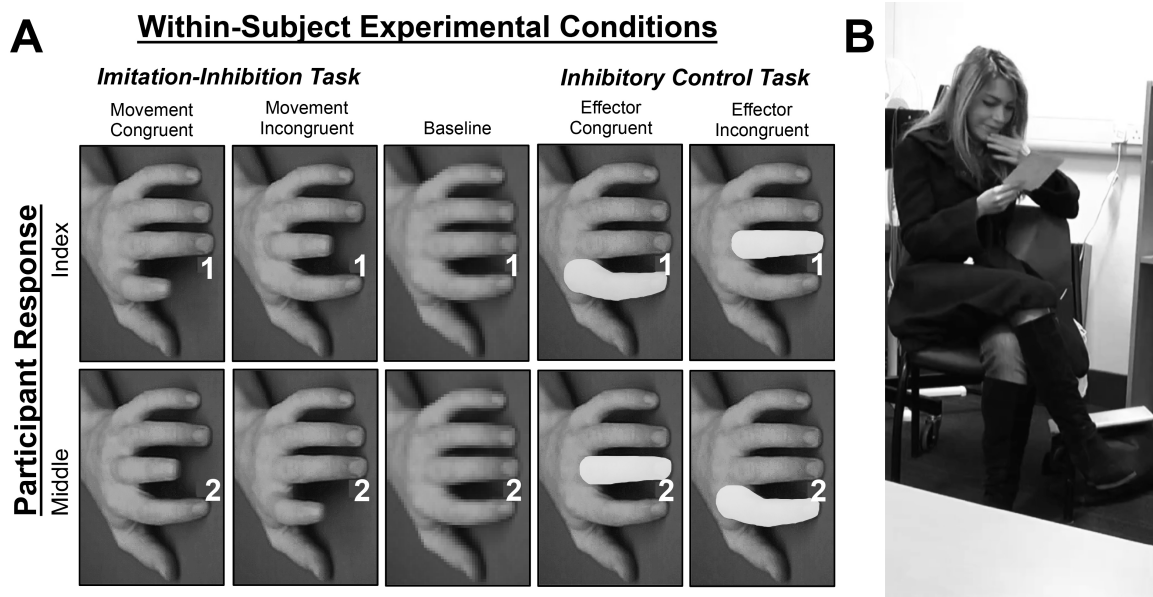 A
Within-Subject Experimental Conditions
B
Imitation-Inhibition Task
Inhibitory Control Task
Movement
Congruent
Movement
Incongruent
Baseline
Effector
Congruent
Effector
Incongruent
Participant Response
Index
1
1
1
1
1
Middle
2
2
2
2
2